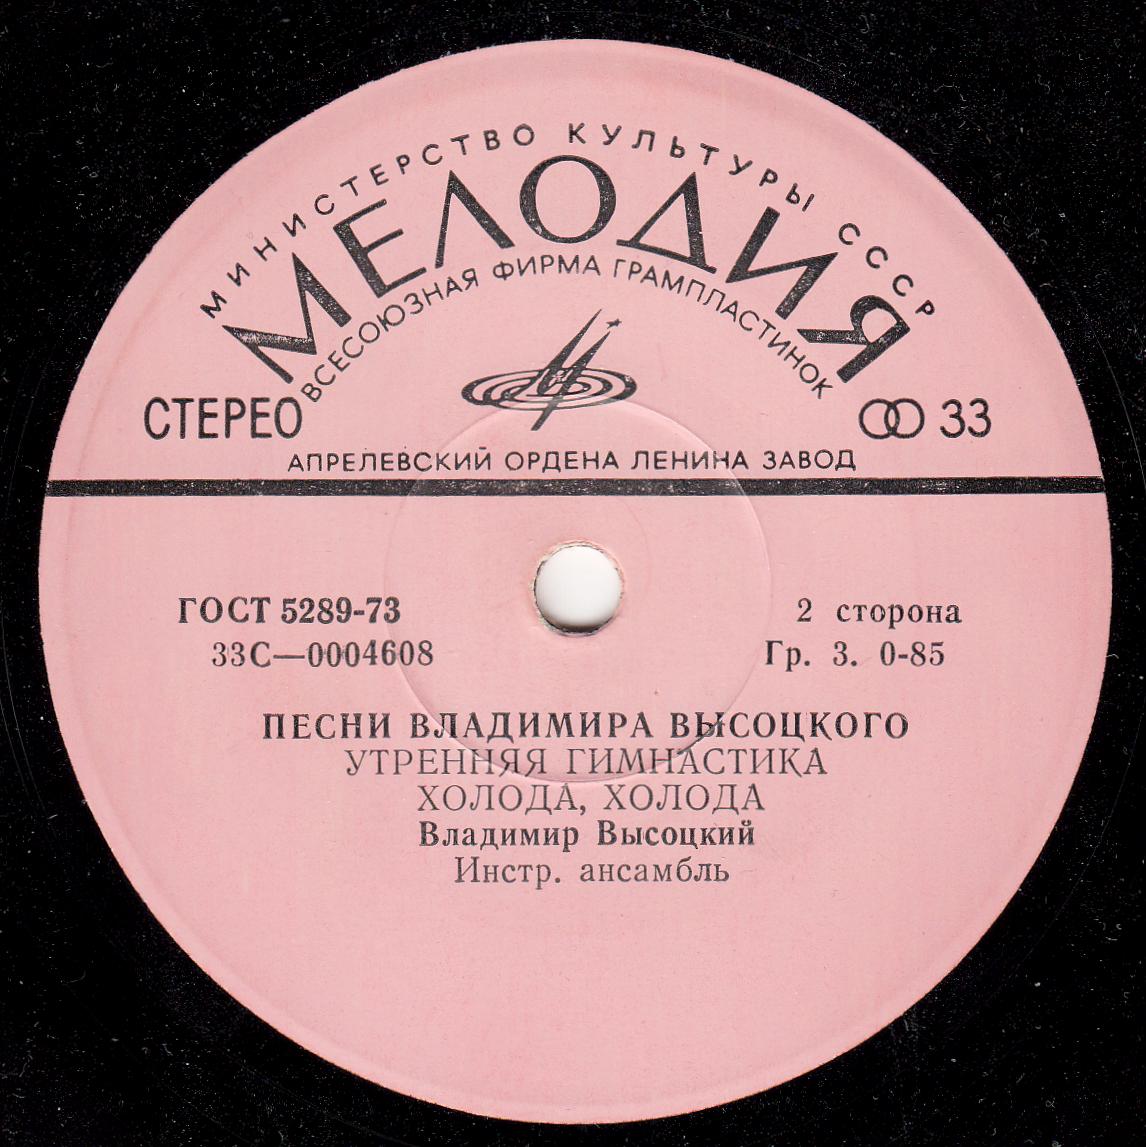 МИНИСТЕРСТВО КУЛЬТУРЫ СССР
МЕЛОДИЯ
ВСЕСОЮЗНАЯ ФИРМА ГРАМПЛАСТИНОК
СТЕРЕО 33
АПРЕЛЕВСКИЙ ОРДЕНА ЛЕНИНА ЗАВОД
ГОСТ 5289-73 2 сторона
33С—0004608 Гр. 3. 0-85
ПЕСНИ ВЛАДИМИРА ВЫСОЦКОГО
УТРЕННЯЯ ГИМНАСТИКА
ХОЛОДА, ХОЛОДА
Владимир Высоцкий
Инстр. ансамбль